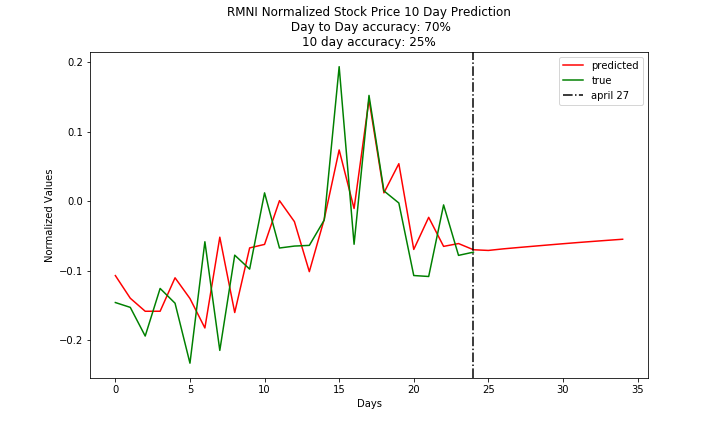 RMNI Normalized Stock Price 10 Day Prediction
Day to Day accuracy: 70%
10 day accuracy: 25%
predicted
true
april 27
0.2
0.1
0.0
−0.1
−0.2
Normalized Values
0
5
10
15
20
25
30
35
Days